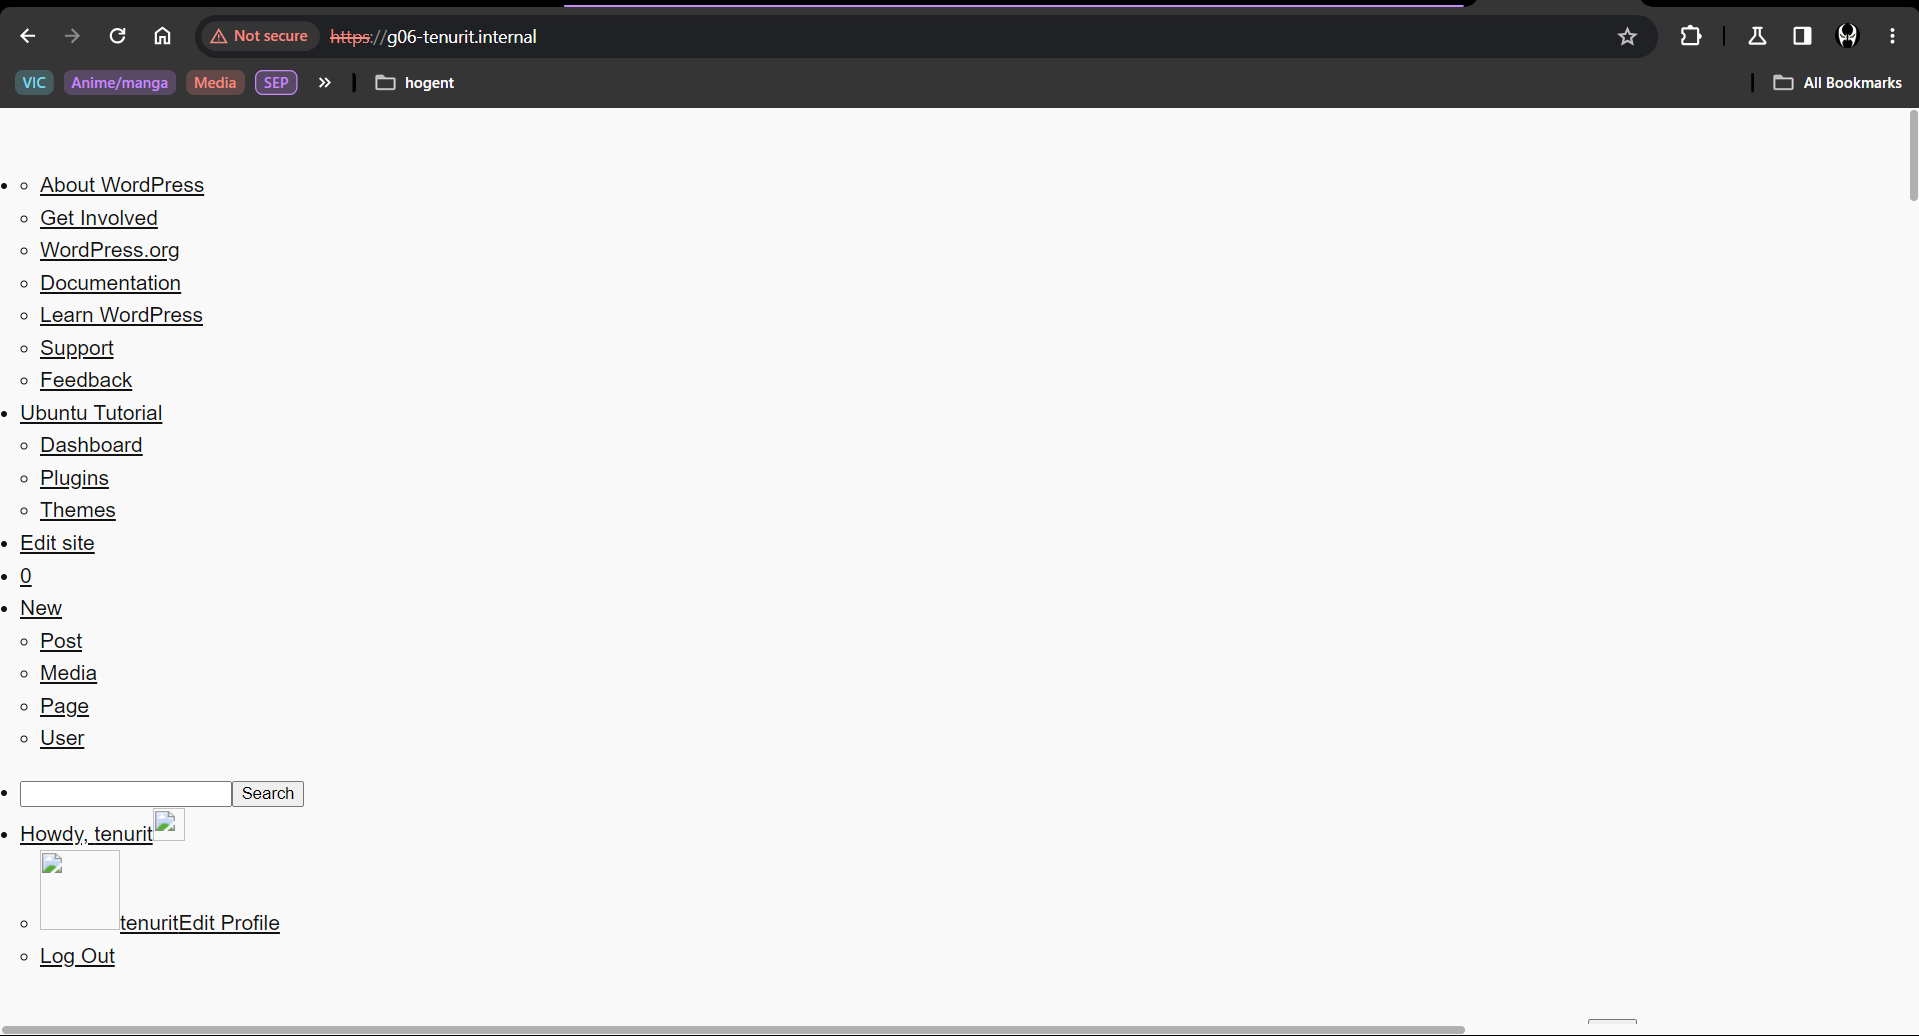 Not secure https://g06-tenurit.internal
VIC Anime/manga Media SEP » hogent All Bookmarks
About WordPress
Get Involved
WordPress.org
Documentation
Learn WordPress
Support
Feedback
Ubuntu Tutorial
Dashboard
Plugins
Themes
Edit site
0
New
Post
Media
Page
User
Search
Howdy, tenurit
tenuritEdit Profile
Log Out